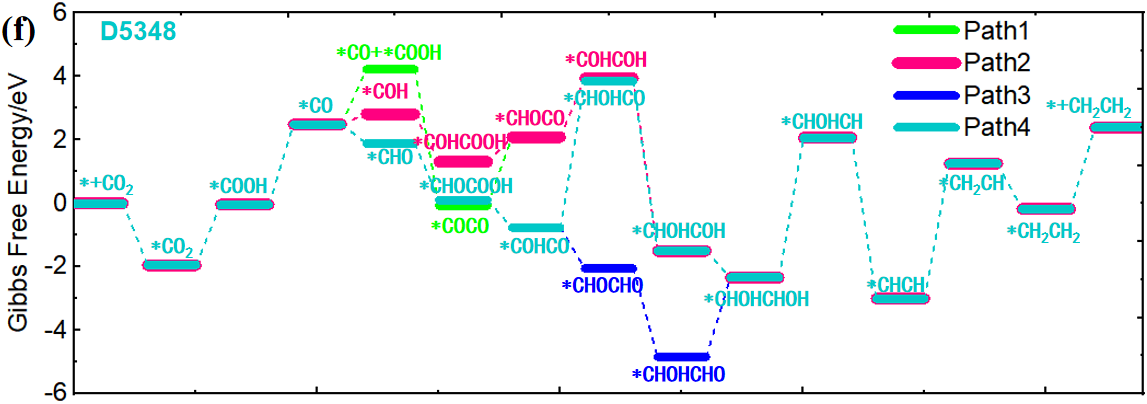 (f)
D5348
Gibbs Free Energy/eV
6
4
2
0
-2
-4
-6
Path1
Path2
Path3
Path4
*+CO₂
*CO₂
*COOH
*CO
*CO+*COOH
*COH
*CHO
*COHCOOH
*CHOCOOH
*COCO
*CHOCO
*COHCO
*COHCOH
*CHOHCO
*CHOCHO
*CHOHCOH
*CHOHCHO
*CHOHCHOH
*CHOHCH
*CHCH
*CH₂CH
*CH₂CH₂
*+CH₂CH₂